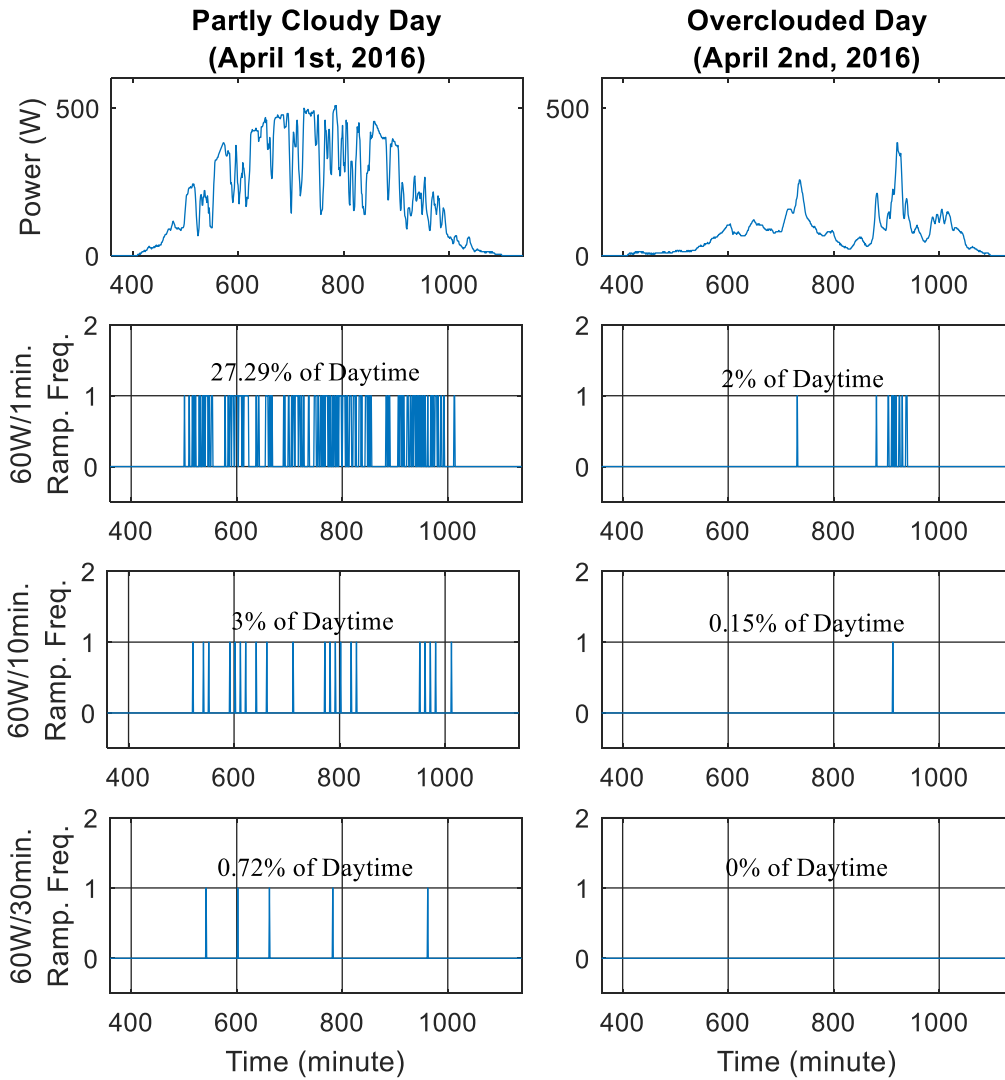 Partly Cloudy Day
(April 1st, 2016)
Overclouded Day
(April 2nd, 2016)
Power (W)
500
0
400 600 800 1000
500
0
400 600 800 1000
60W/1min.
Ramp. Freq.
2
1
0
27.29% of Daytime
400 600 800 1000
2
1
0
2% of Daytime
400 600 800 1000
60W/10min.
Ramp. Freq.
2
1
0
3% of Daytime
400 600 800 1000
2
1
0
0.15% of Daytime
400 600 800 1000
60W/30min.
Ramp. Freq.
2
1
0
0.72% of Daytime
400 600 800 1000
Time (minute)
2
1
0
0% of Daytime
400 600 800 1000
Time (minute)